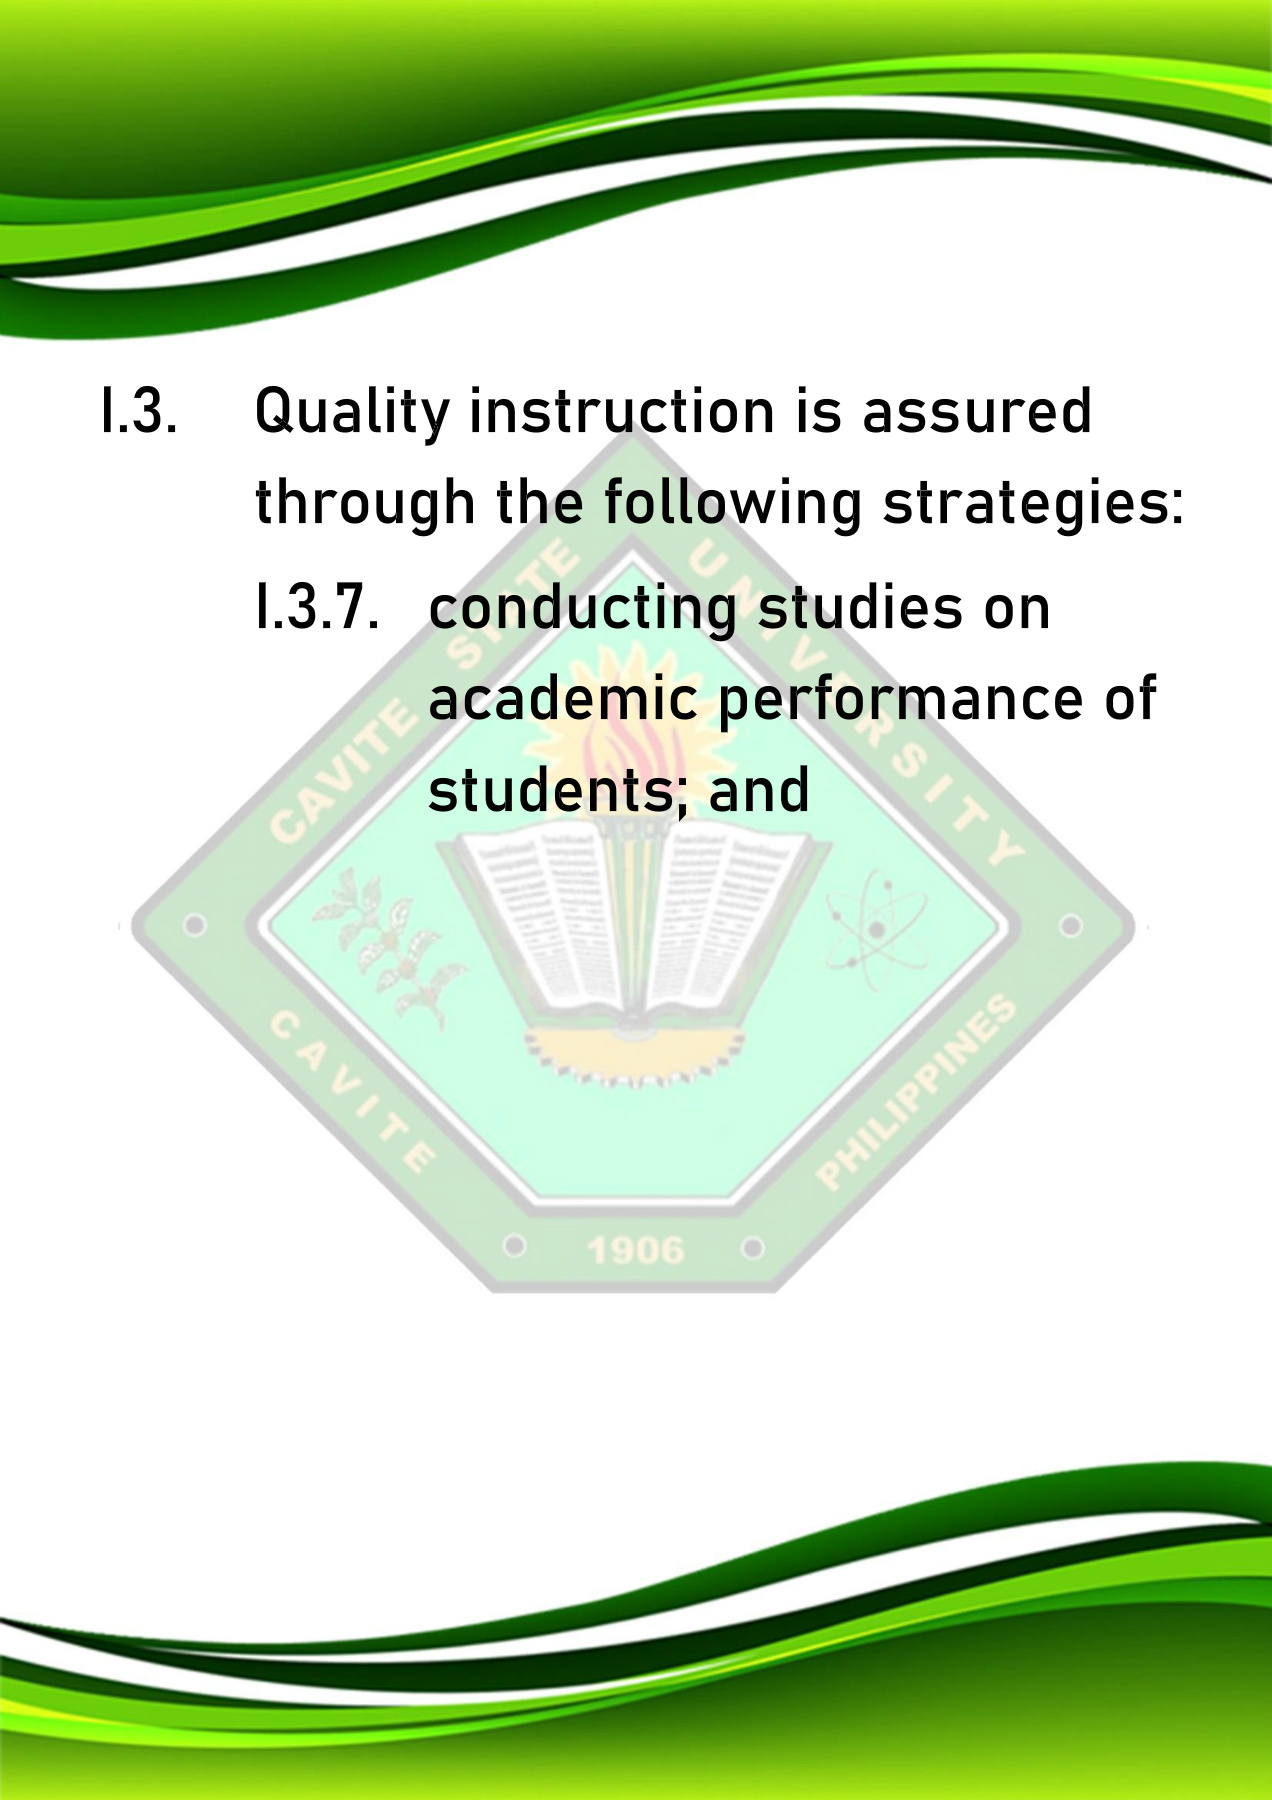 I.3. Quality instruction is assured
through the following strategies:
I.3.7. conducting studies on
academic performance of
students; and
CAVITE STATE UNIVERSITY
CAVITE
PHILIPPINES
1906